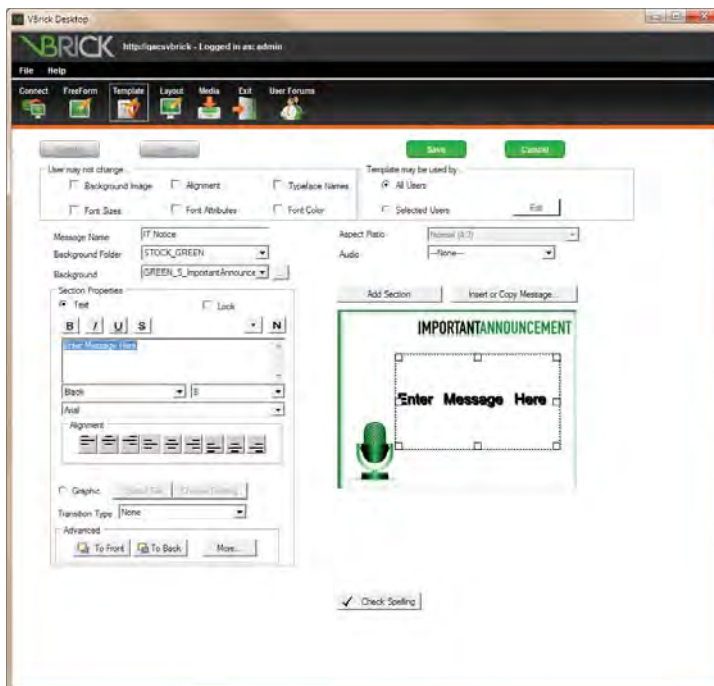 VBrick Desktop
VBRICK http://qacsvbrick - Logged in as: admin
File Help
Connect FreeForm Template Layout Media Exit User Forums
Save Cancel
User may not change
Background Image Alignment Typeface Names
Font Sizes Font Attributes Font Color
Template may be used by
All Users
Selected Users Edit
Message Name IT Notice
Background Folder STOCK_GREEN
Background GREEN_S_ImportantAnnounce ...
Aspect Ratio Normal (4:3)
Audio ---None---
Section Properties
Text Lock
B I U S N
Enter Message Here
Black 8
Arial
Alignment
Graphic
Transition Type None
Advanced
To Front To Back More...
Add Section Insert or Copy Message...
IMPORTANTANNOUNCEMENT
Enter Message Here
Check Spelling